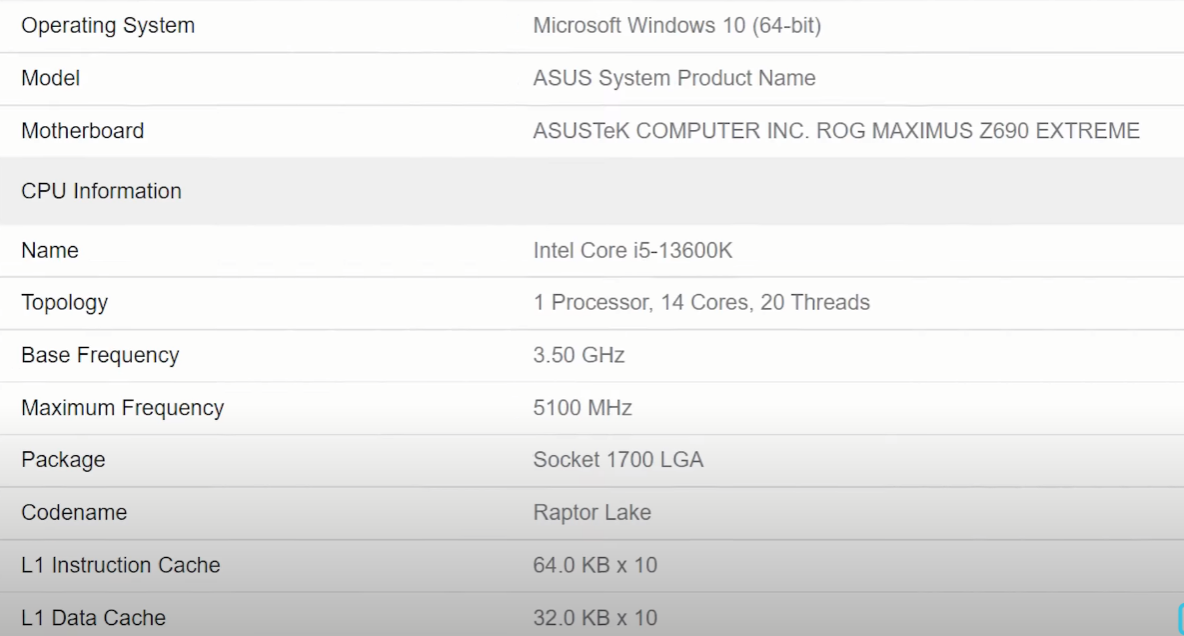 Operating System Microsoft Windows 10 (64-bit)
Model ASUS System Product Name
Motherboard ASUSTeK COMPUTER INC. ROG MAXIMUS Z690 EXTREME
CPU Information
Name Intel Core i5-13600K
Topology 1 Processor, 14 Cores, 20 Threads
Base Frequency 3.50 GHz
Maximum Frequency 5100 MHz
Package Socket 1700 LGA
Codename Raptor Lake
L1 Instruction Cache 64.0 KB x 10
L1 Data Cache 32.0 KB x 10